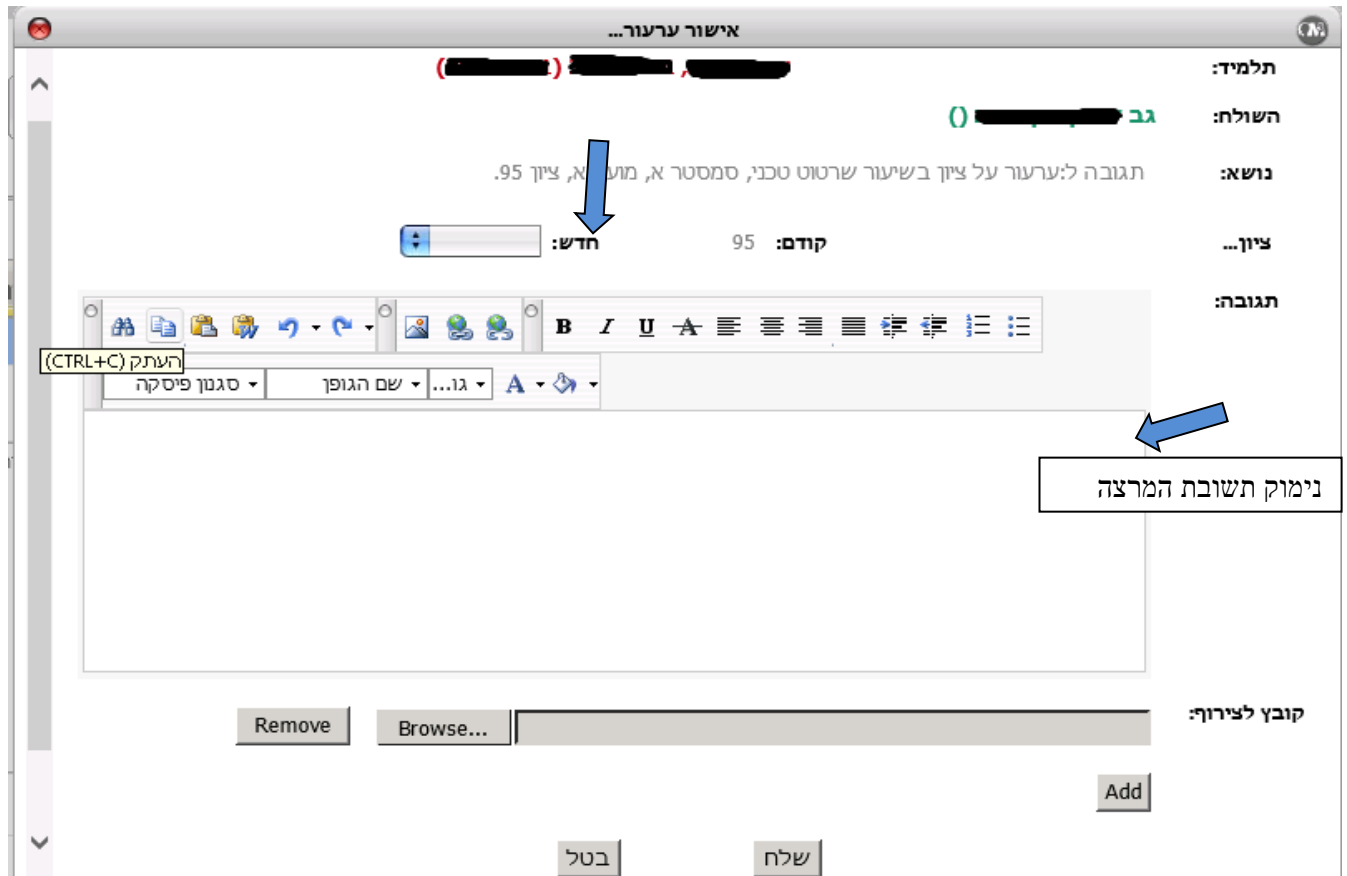 אישור ערעור...
תלמיד: , ( )
השולח: גב ()
נושא: תגובה ל:ערעור על ציון בשיעור שרטוט טכני, סמסטר א, א, ציון 95.
ציון... קודם: 95 חדש:
תגובה:
B I U A
העתק (CTRL+C)
A גו... שם הגופן סגנון פיסקה
נימוק תשובת המרצה
קובץ לצירוף: Browse... Remove
Add
שלח בטל